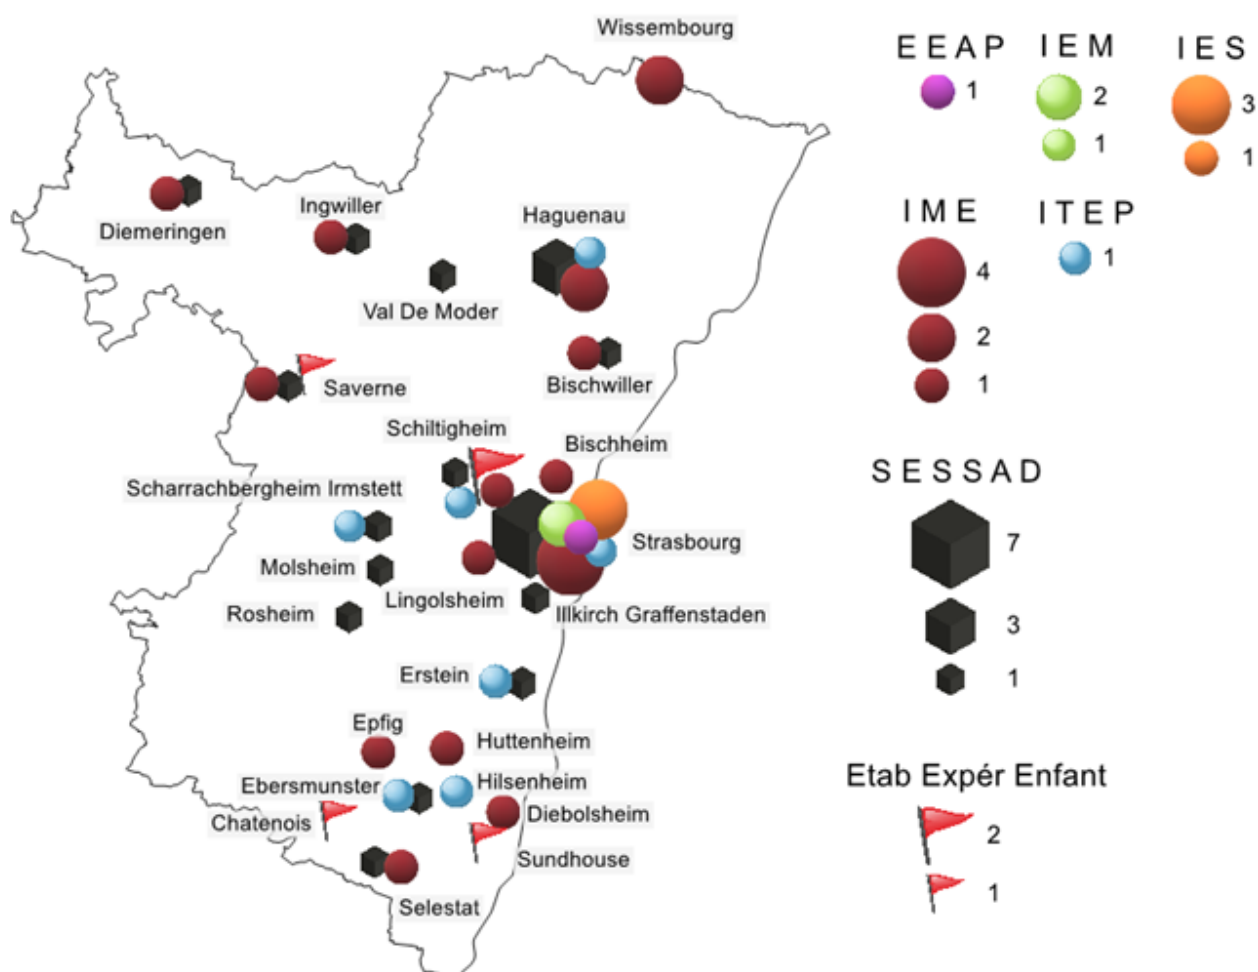 Wissembourg
Diemeringen
Ingwiller
Haguenau
Val De Moder
Bischwiller
Saverne
Schiltigheim
Bischheim
Scharrachbergheim Irmstett
Strasbourg
Molsheim
Lingolsheim
Illkirch Graffenstaden
Rosheim
Erstein
Epfig
Huttenheim
Ebersmunster
Hilsenheim
Chatenois
Diebolsheim
Sundhouse
Selestat
EEAP
1
IEM
2
1
IES
3
1
IME
4
2
1
ITEP
1
SESSAD
7
3
1
Etab Expér Enfant
2
1